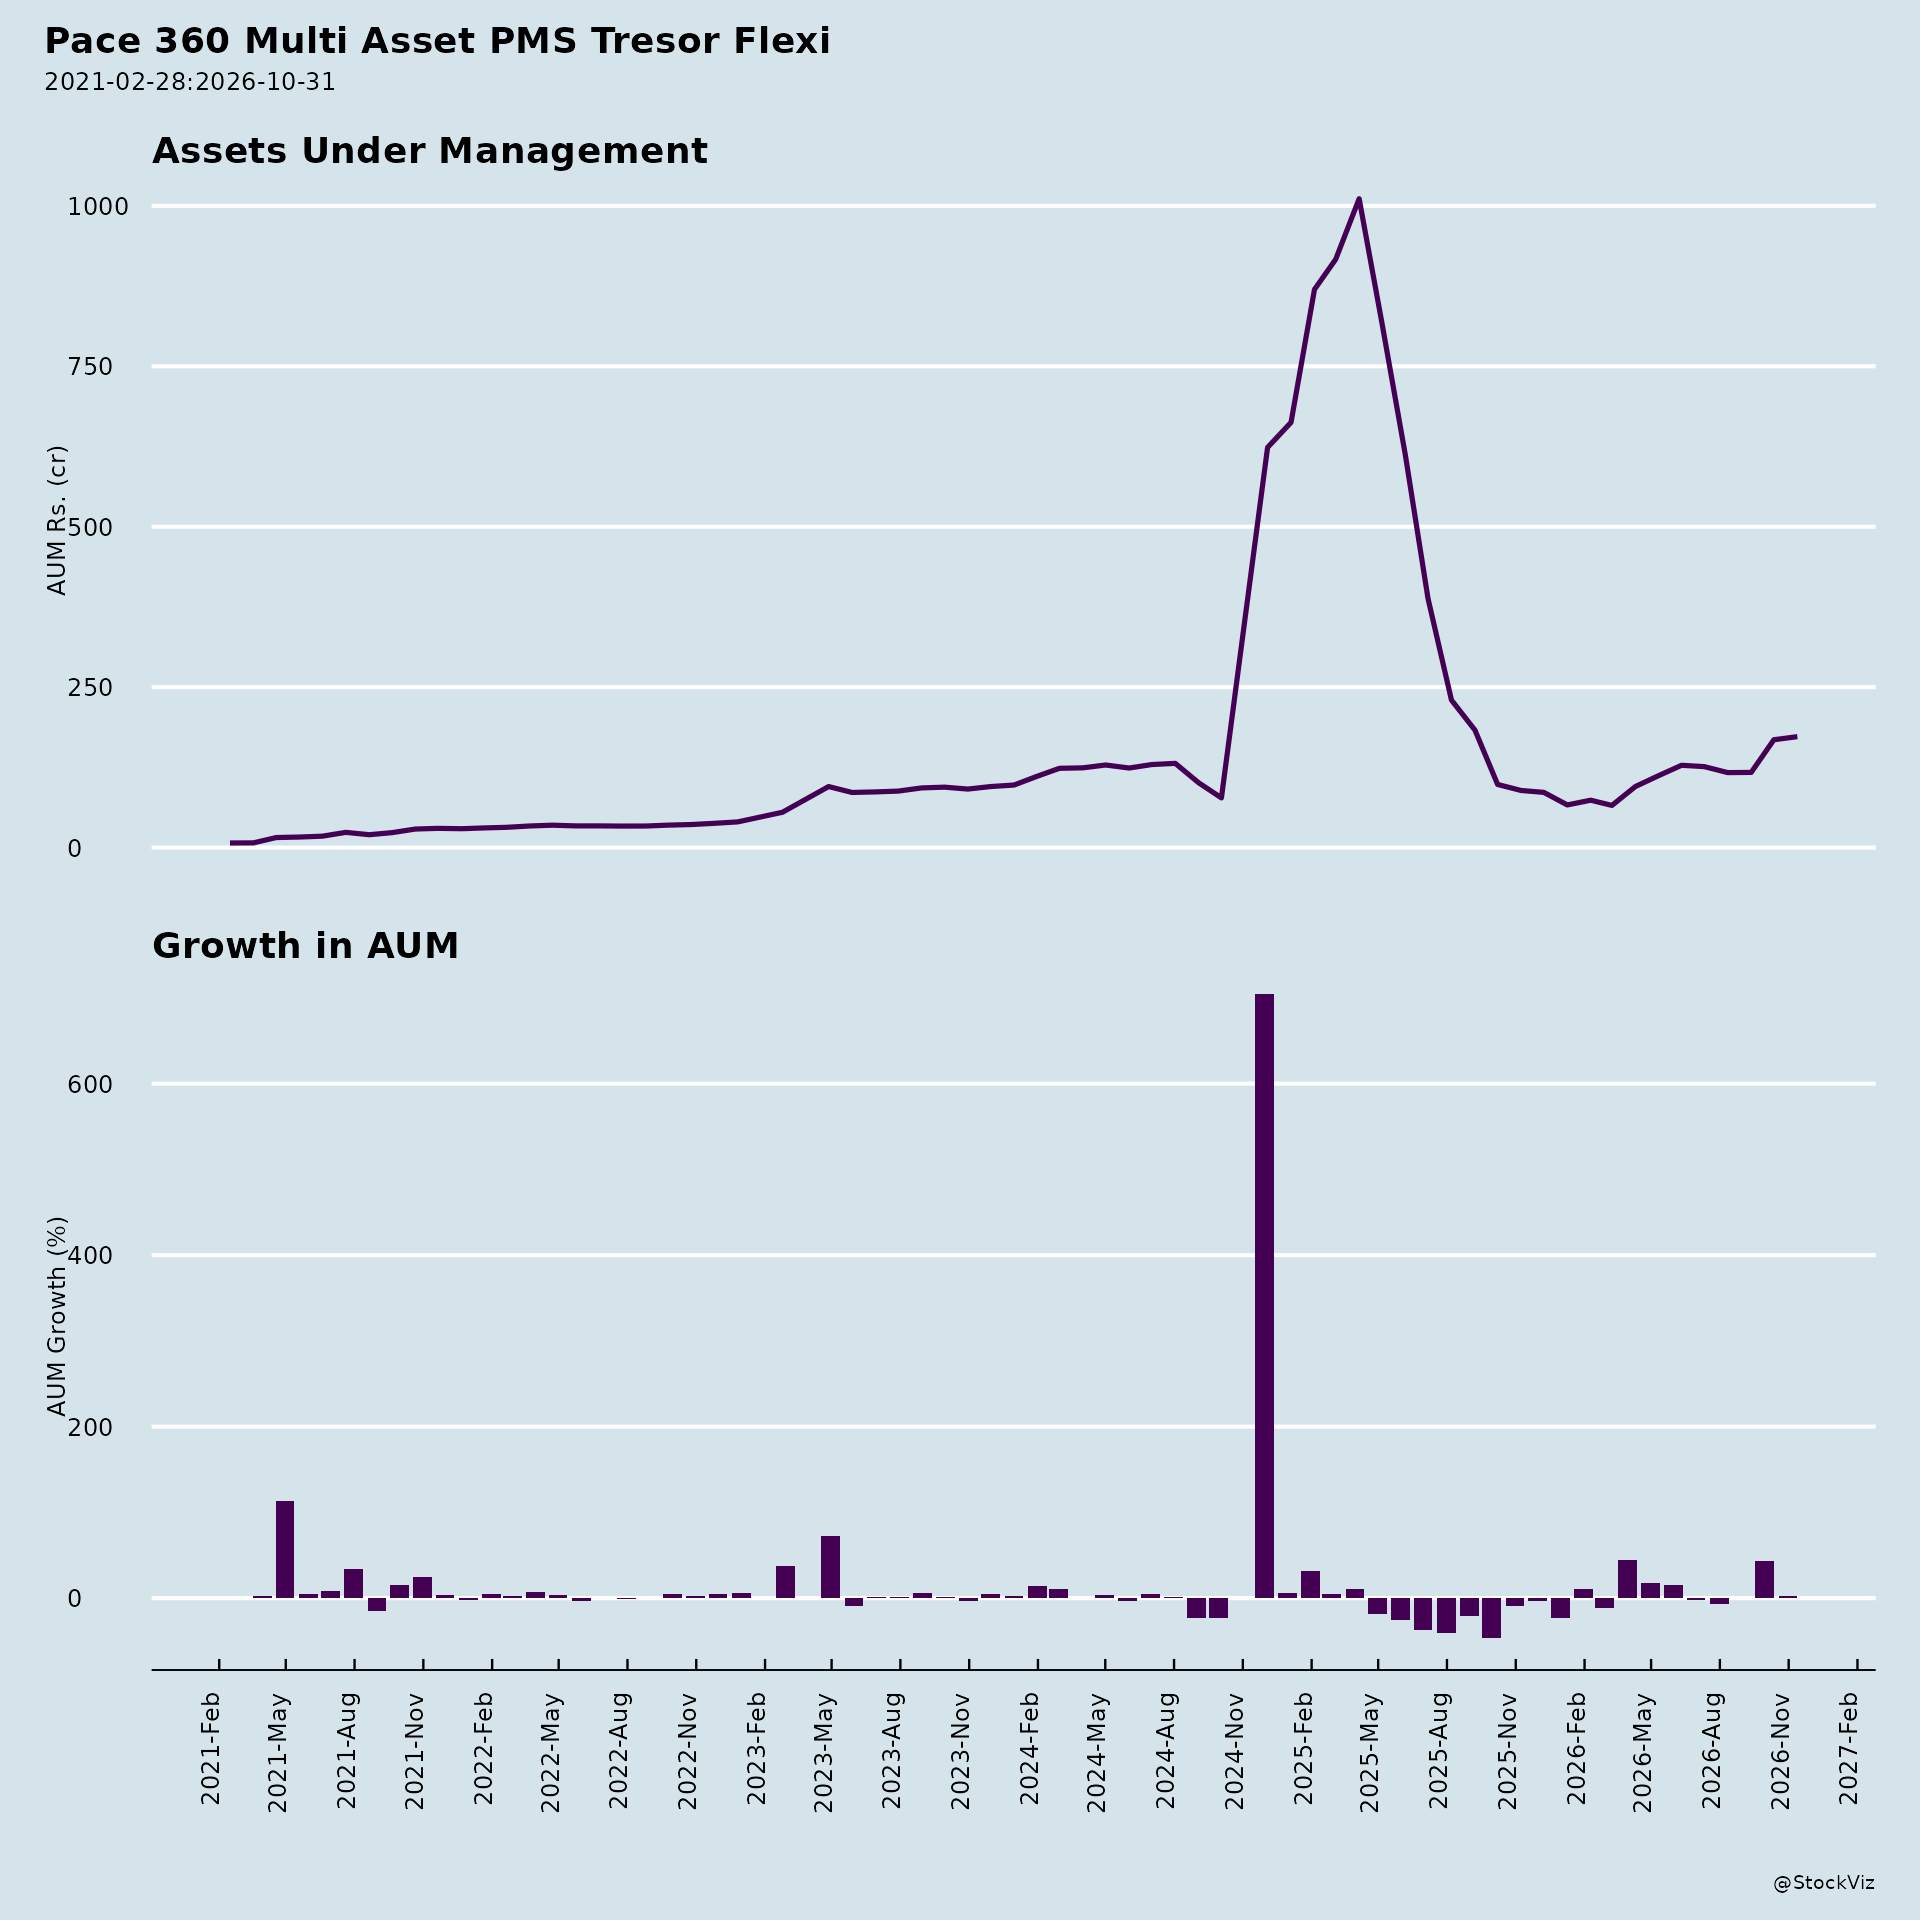 Pace 360 Multi Asset PMS Tresor Flexi
2021-02-28:2026-10-31
Assets Under Management
AUM Rs. (cr)
1000
750
500
250
0
Growth in AUM
AUM Growth (%)
600
400
200
0
2021-Feb
2021-May
2021-Aug
2021-Nov
2022-Feb
2022-May
2022-Aug
2022-Nov
2023-Feb
2023-May
2023-Aug
2023-Nov
2024-Feb
2024-May
2024-Aug
2024-Nov
2025-Feb
2025-May
2025-Aug
2025-Nov
2026-Feb
2026-May
2026-Aug
2026-Nov
2027-Feb
@StockViz